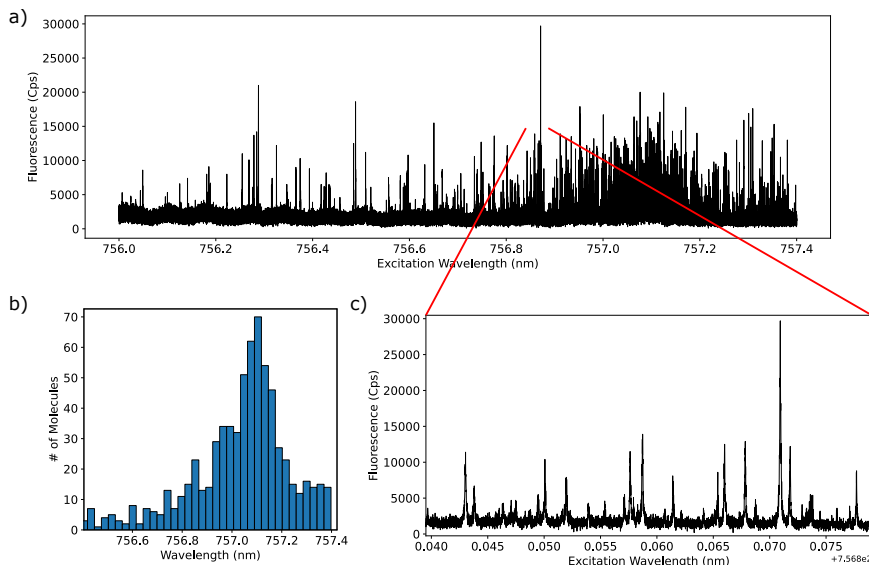 a)
30000
25000
20000
15000
10000
5000
0
Fluorescence (Cps)
756.0 756.2 756.4 756.6 756.8 757.0 757.2 757.4
Excitation Wavelength (nm)
b)
70
60
50
40
30
20
10
0
# of Molecules
756.6 756.8 757.0 757.2 757.4
Wavelength (nm)
c)
30000
25000
20000
15000
10000
5000
0
Fluorescence (Cps)
0.040 0.045 0.050 0.055 0.060 0.065 0.070 0.075
Excitation Wavelength (nm)
+7.568e2